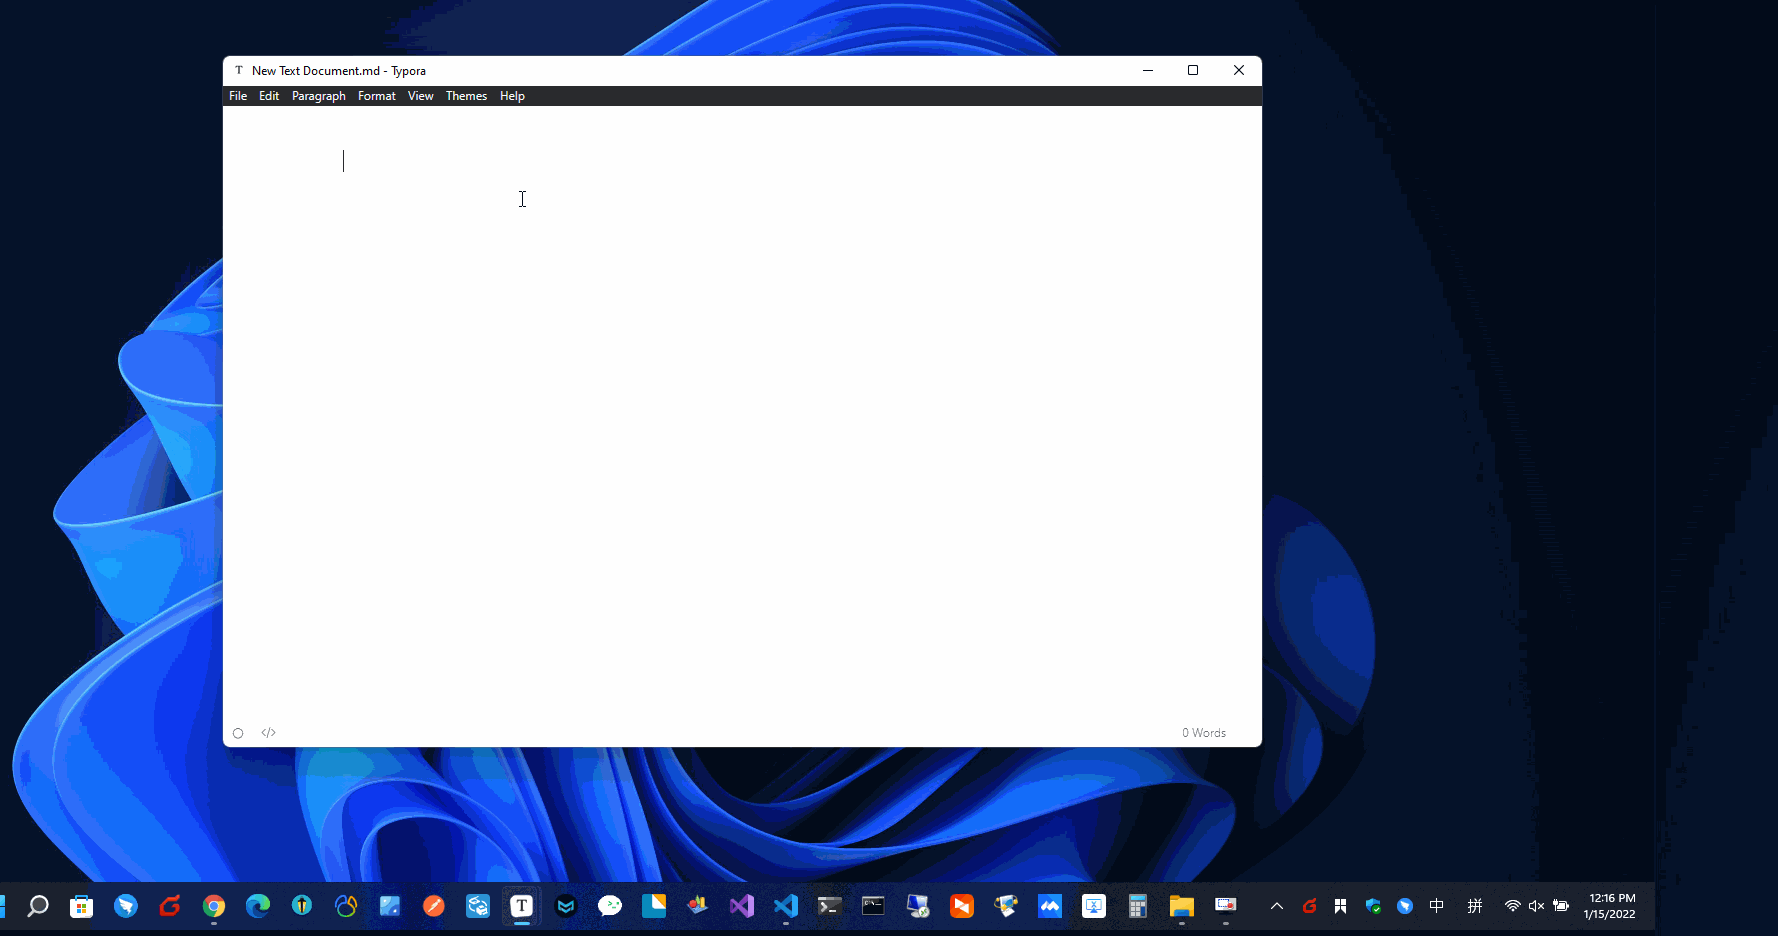 T New Text Document.md - Typora
File Edit Paragraph Format View Themes Help
</>
0 Words
T
中 拼
12:16 PM
1/15/2022